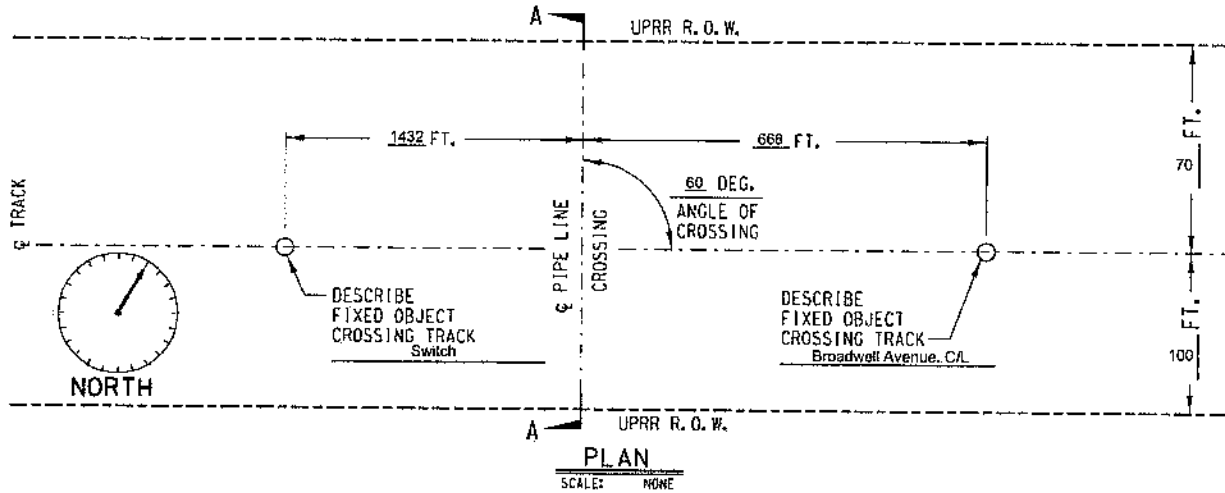 A
UPRR R.O.W.
1432 FT.
668 FT.
70 FT.
60 DEG.
ANGLE OF
CROSSING
℄ TRACK
℄ PIPE LINE
CROSSING
DESCRIBE
FIXED OBJECT
CROSSING TRACK
Switch
DESCRIBE
FIXED OBJECT
CROSSING TRACK
Broadwell Avenue, C/L
100 FT.
NORTH
A
UPRR R.O.W.
PLAN
SCALE: NONE